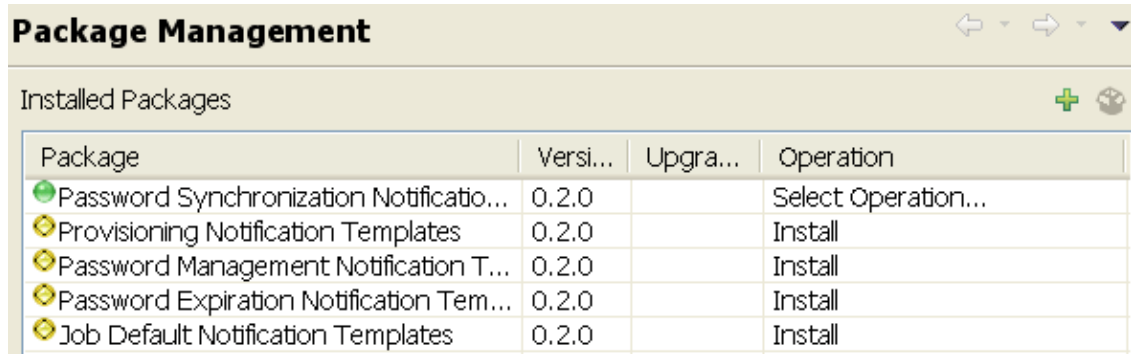 Package Management
Installed Packages
Package Versi... Upgra... Operation
Password Synchronization Notificatio... 0.2.0 Select Operation...
Provisioning Notification Templates 0.2.0 Install
Password Management Notification T... 0.2.0 Install
Password Expiration Notification Tem... 0.2.0 Install
Job Default Notification Templates 0.2.0 Install